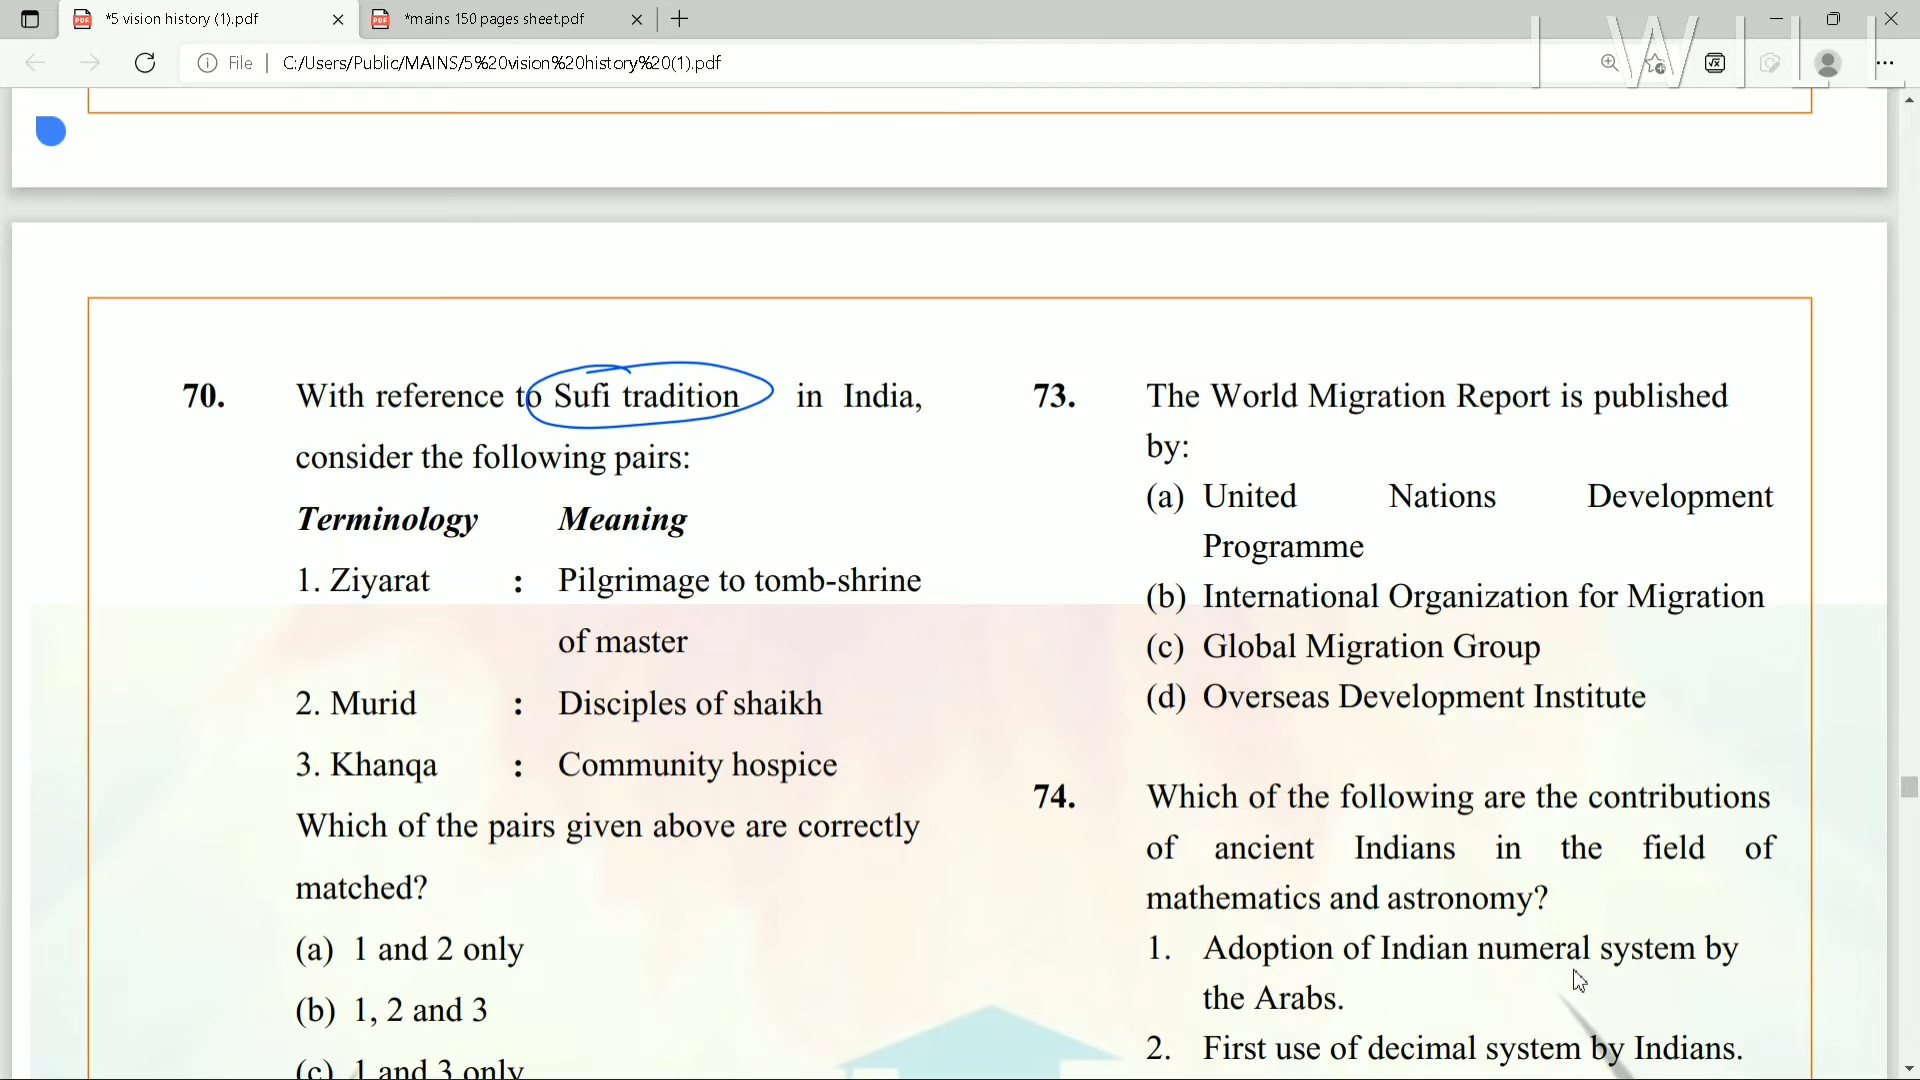 *5 vision history (1).pdf
*mains 150 pages sheet.pdf
I WILL
File
C:/Users/Public/MAINS/5%20vision%20history%20(1).pdf
70. With reference to Sufi tradition in India,
consider the following pairs:
Terminology Meaning
1. Ziyarat : Pilgrimage to tomb-shrine
of master
2. Murid : Disciples of shaikh
3. Khanqa : Community hospice
Which of the pairs given above are correctly
matched?
(a) 1 and 2 only
(b) 1, 2 and 3
(c) 1 and 3 only
73. The World Migration Report is published
by:
(a) United Nations Development
Programme
(b) International Organization for Migration
(c) Global Migration Group
(d) Overseas Development Institute
74. Which of the following are the contributions
of ancient Indians in the field of
mathematics and astronomy?
1. Adoption of Indian numeral system by
the Arabs.
2. First use of decimal system by Indians.